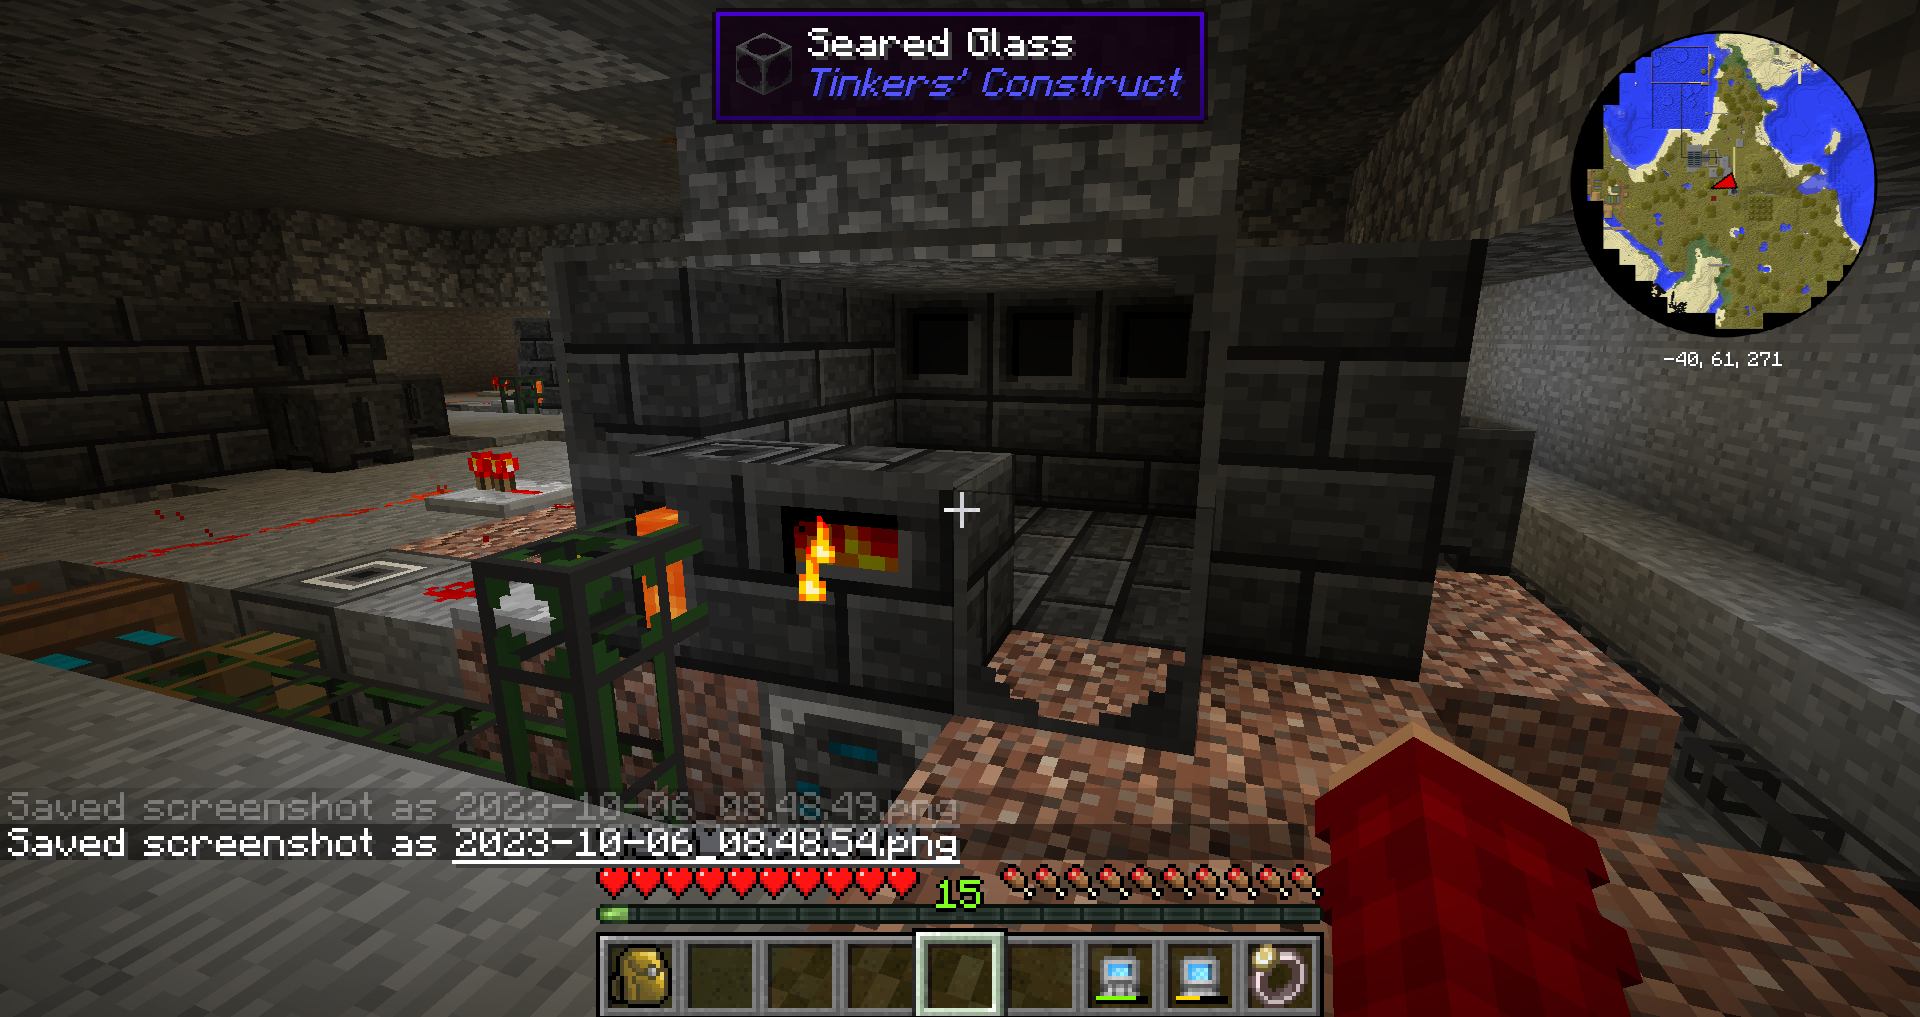 Seared Glass
Tinkers' Construct
-40, 61, 271
Saved screenshot as 2023-10-06_08.48.49.png
Saved screenshot as 2023-10-06_08.48.54.png
15